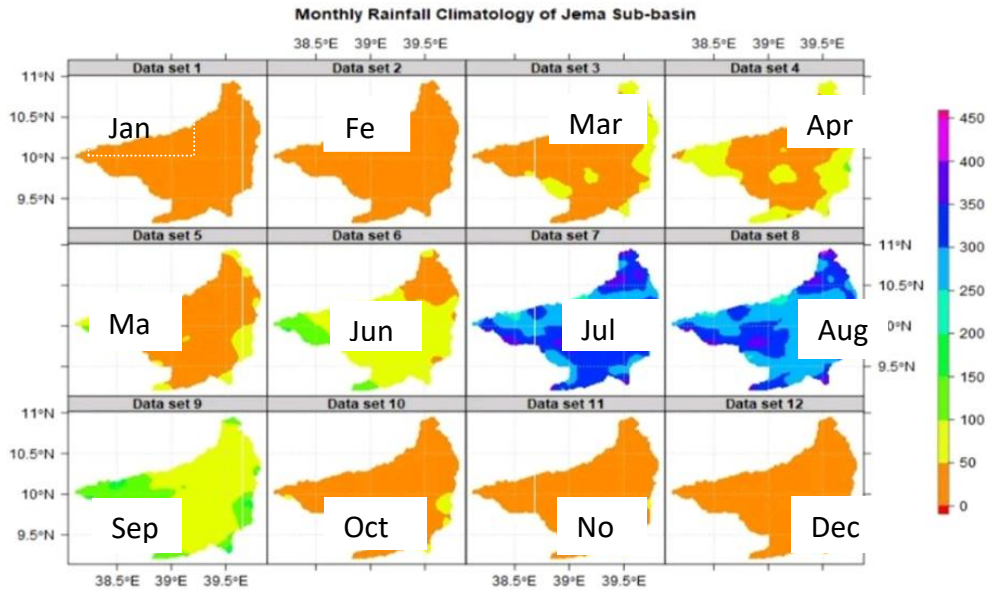 Monthly Rainfall Climatology of Jema Sub-basin
38.5°E 39°E 39.5°E 38.5°E 39°E 39.5°E
Data set 1 Data set 2 Data set 3 Data set 4
11°N
10.5°N
10°N
9.5°N
Jan Fe Mar Apr
Data set 5 Data set 6 Data set 7 Data set 8
Ma Jun Jul Aug
11°N
0.5°N
0°N
9.5°N
Data set 9 Data set 10 Data set 11 Data set 12
11°N
10.5°N
10°N
9.5°N
Sep Oct No Dec
38.5°E 39°E 39.5°E 38.5°E 39°E 39.5°E
450
400
350
300
250
200
150
100
50
0